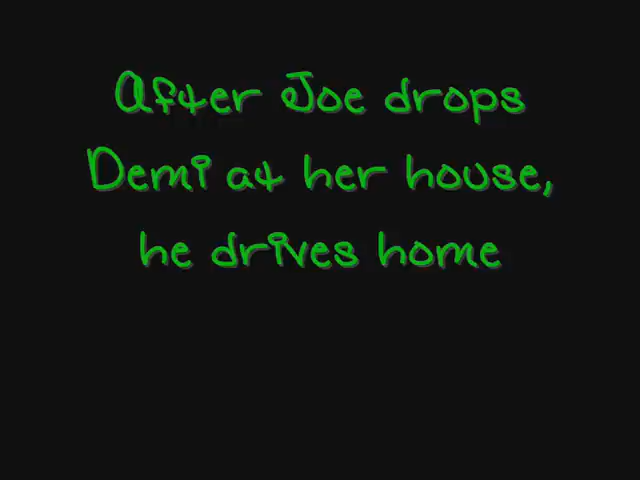 After Joe drops
Demi at her house,
he drives home